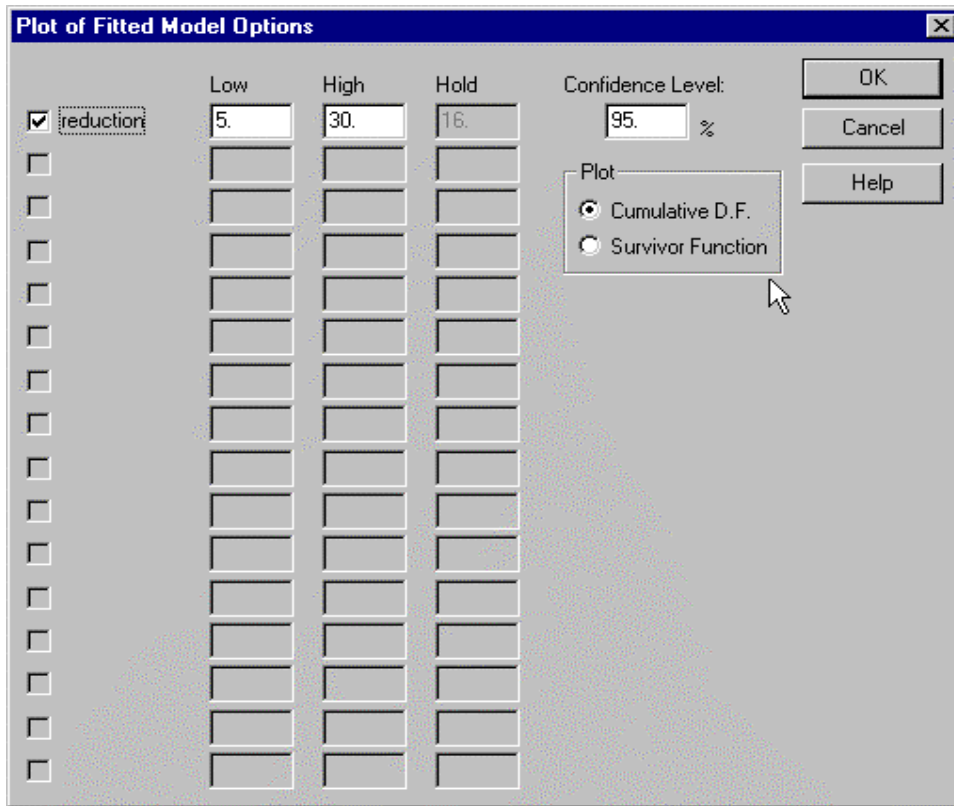 Plot of Fitted Model Options
Low High Hold Confidence Level: OK
reduction 5. 30. 16. 95. % Cancel
Plot Help
Cumulative D.F.
Survivor Function